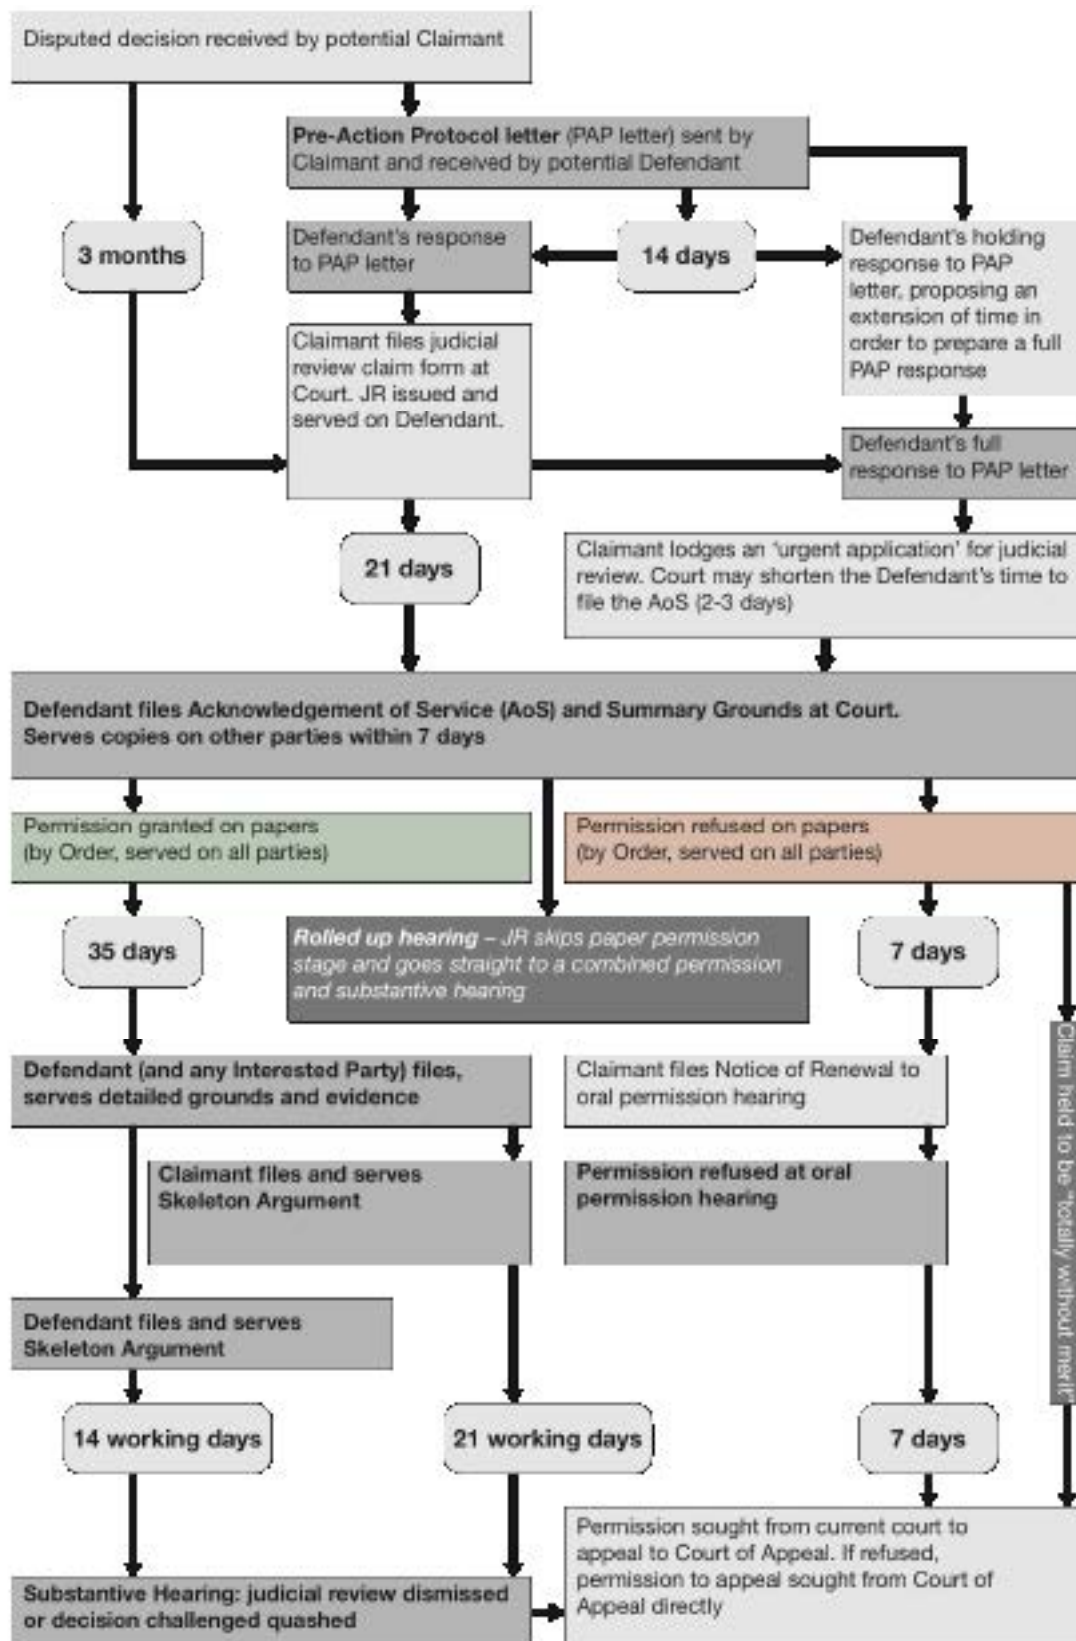 Disputed decision received by potential Claimant
Pre-Action Protocol letter (PAP letter) sent by
Claimant and received by potential Defendant
3 months
Defendant's response
to PAP letter
14 days
Defendant's holding
response to PAP
letter, proposing an
extension of time in
order to prepare a full
PAP response
Claimant files judicial
review claim form at
Court. JR issued and
served on Defendant.
Defendant's full
response to PAP letter
21 days
Claimant lodges an 'urgent application' for judicial
review. Court may shorten the Defendant's time to
file the AoS (2-3 days)
Defendant files Acknowledgement of Service (AoS) and Summary Grounds at Court.
Serves copies on other parties within 7 days
Permission granted on papers
(by Order, served on all parties)
Permission refused on papers
(by Order, served on all parties)
35 days
Rolled up hearing – JR skips paper permission
stage and goes straight to a combined permission
and substantive hearing
7 days
Claim held to be "totally without merit"
Defendant (and any Interested Party) files,
serves detailed grounds and evidence
Claimant files Notice of Renewal to
oral permission hearing
Claimant files and serves
Skeleton Argument
Permission refused at oral
permission hearing
Defendant files and serves
Skeleton Argument
14 working days
21 working days
7 days
Substantive Hearing: judicial review dismissed
or decision challenged quashed
Permission sought from current court to
appeal to Court of Appeal. If refused,
permission to appeal sought from Court of
Appeal directly